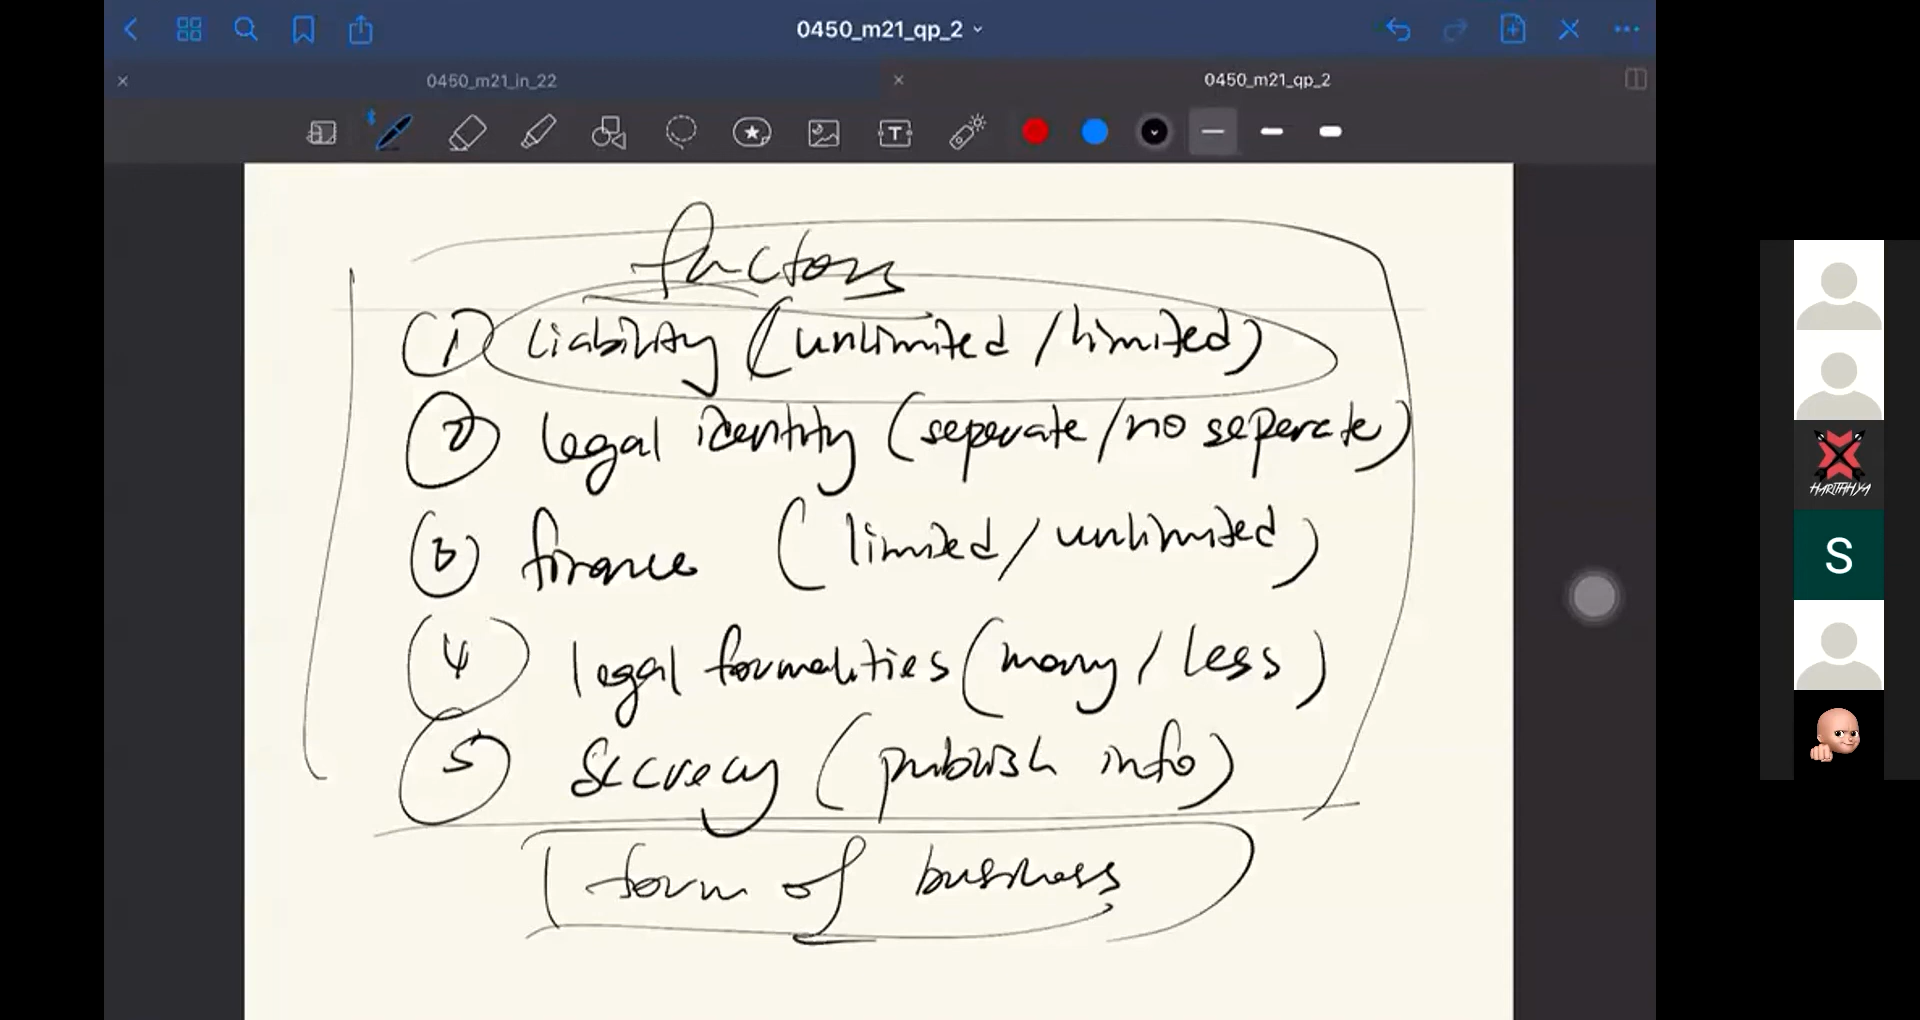 0450_m21_qp_2
0450_m21_in_22
0450_m21_qp_2
T
factors
1) liability (unlimited / limited)
2 legal identity (seperate / no seperate)
3 finance (limited / unlimited)
4 legal formalities (many / less)
5 secrecy (publish info)
form of business
HARITHHYA
S